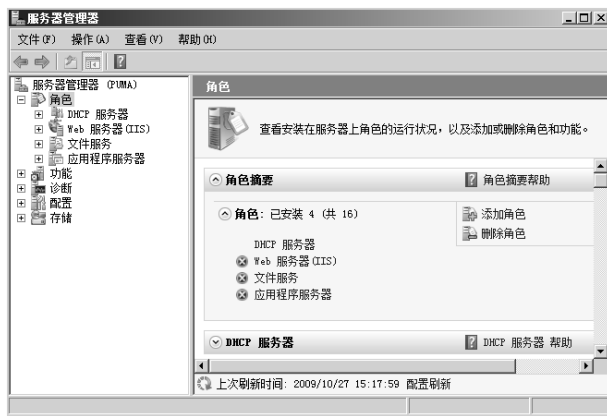 服务器管理器
文件(F) 操作(A) 查看(V) 帮助(H)
服务器管理器 (PUMA)
角色
DHCP 服务器
Web 服务器(IIS)
文件服务
应用程序服务器
功能
诊断
配置
存储
角色
查看安装在服务器上角色的运行状况，以及添加或删除角色和功能。
角色摘要
角色摘要帮助
角色：已安装 4 (共 16)
添加角色
删除角色
DHCP 服务器
Web 服务器(IIS)
文件服务
应用程序服务器
DHCP 服务器
DHCP 服务器 帮助
上次刷新时间: 2009/10/27 15:17:59 配置刷新